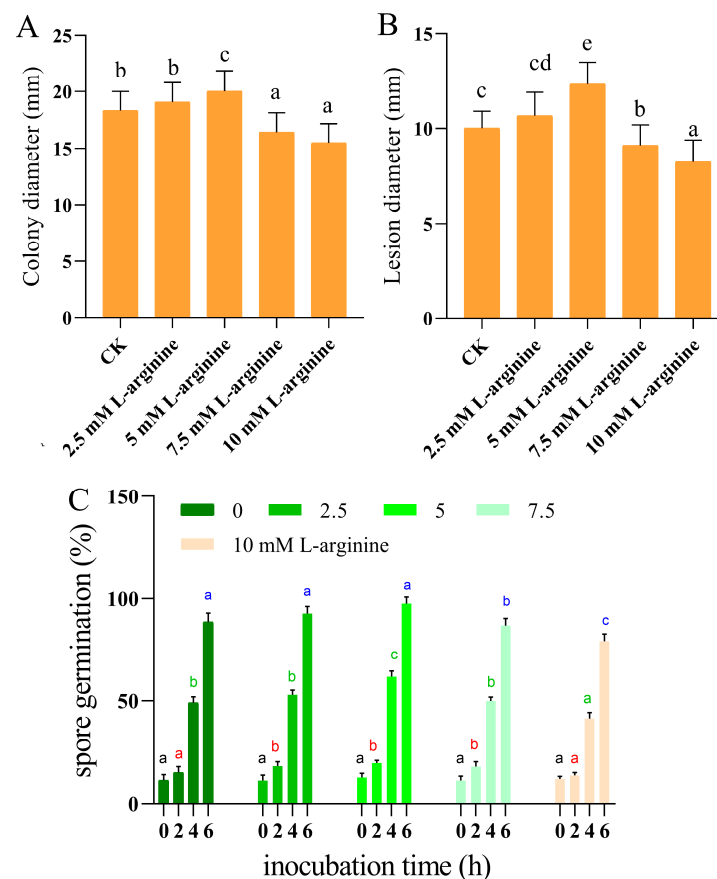 A
B
Colony diameter (mm)
25
20
15
10
5
0
b
b
c
a
a
CK
2.5 mM L-arginine
5 mM L-arginine
7.5 mM L-arginine
10 mM L-arginine
Lesion diameter (mm)
15
10
5
0
c
cd
e
b
a
CK
2.5 mM L-arginine
5 mM L-arginine
7.5 mM L-arginine
10 mM L-arginine
C
spore germination (%)
150
100
50
0
0 2.5 5 7.5
10 mM L-arginine
a a b a
a b b a
a b c a
a b b b
a a a c
0 2 4 6 0 2 4 6 0 2 4 6 0 2 4 6 0 2 4 6
inocubation time (h)